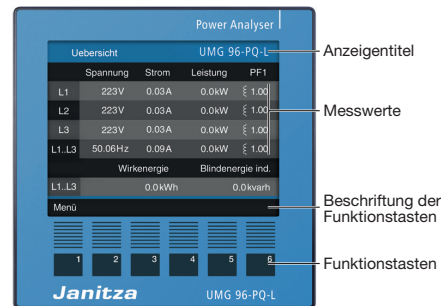 Power Analyser
Uebersicht UMG 96-PQ-L
Anzeigentitel
Spannung Strom Leistung PF1
L1 223V 0.03A 0.0kW ξ 1.00
Messwerte
L2 223V 0.03A 0.0kW ξ 1.00
L3 223V 0.03A 0.0kW ξ 1.00
L1..L3 50.06Hz 0.09A 0.0kW ξ 1.00
Wirkenergie Blindenergie ind.
L1..L3 0.0kWh 0.0kvarh
Menü
Beschriftung der
Funktionstasten
1 2 3 4 5 6
Funktionstasten
Janitza UMG 96-PQ-L